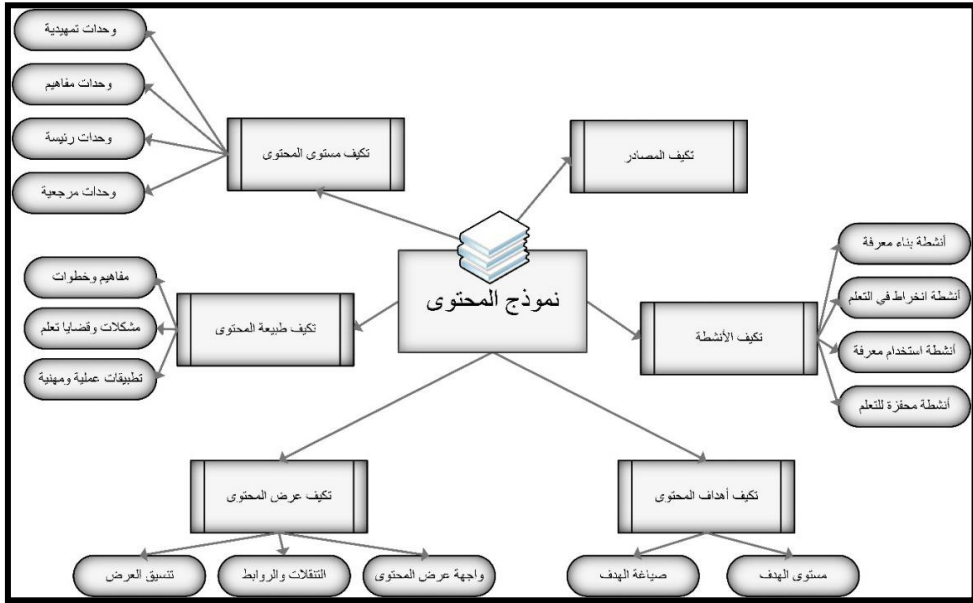 وحدات تمهيدية
وحدات مفاهيم
وحدات رئيسة
وحدات مرجعية
تكيف مستوى المحتوى
تكيف المصادر
نموذج المحتوى
مفاهيم وخطوات
مشكلات وقضايا تعلم
تطبيقات عملية ومهنية
تكيف طبيعة المحتوى
تكيف الأنشطة
أنشطة بناء معرفة
أنشطة انخراط في التعلم
أنشطة استخدام معرفة
أنشطة محفزة للتعلم
تكيف أهداف المحتوى
مستوى الهدف
صياغة الهدف
تكيف عرض المحتوى
واجهة عرض المحتوى
التنقلات والروابط
تنسيق العرض